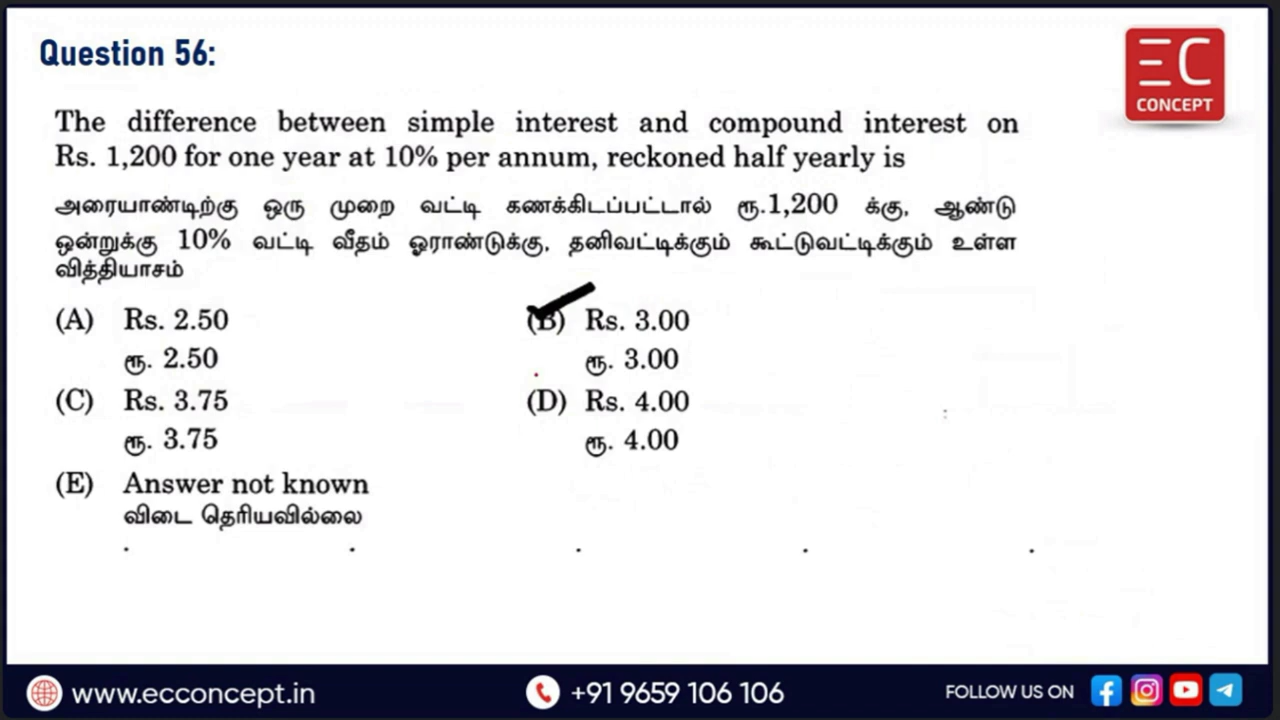 Question 56:
EC
CONCEPT
The difference between simple interest and compound interest on
Rs. 1,200 for one year at 10% per annum, reckoned half yearly is
அரையாண்டிற்கு ஒரு முறை வட்டி கணக்கிடப்பட்டால் ரூ.1,200 க்கு, ஆண்டு
ஒன்றுக்கு 10% வட்டி வீதம் ஓராண்டுக்கு, தனிவட்டிக்கும் கூட்டுவட்டிக்கும் உள்ள
வித்தியாசம்
(A) Rs. 2.50 (B) Rs. 3.00
ரூ. 2.50 ரூ. 3.00
(C) Rs. 3.75 (D) Rs. 4.00
ரூ. 3.75 ரூ. 4.00
(E) Answer not known
விடை தெரியவில்லை
www.ecconcept.in +91 9659 106 106 FOLLOW US ON